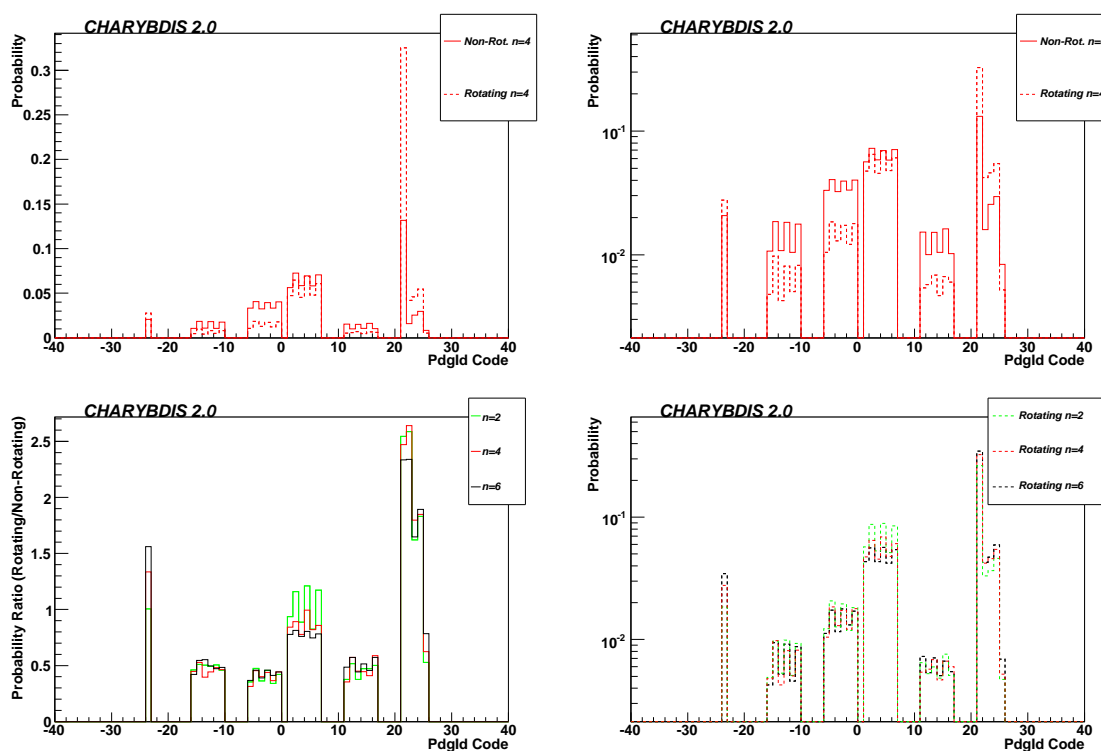 CHARYBDIS 2.0
Probability
Non-Rot. n=4
Rotating n=4
0.3
0.25
0.2
0.15
0.1
0.05
0
-40 -30 -20 -10 0 10 20 30 40
PdgId Code
CHARYBDIS 2.0
Probability
Non-Rot. n=
Rotating n=4
10-1
10-2
-40 -30 -20 -10 0 10 20 30 40
PdgId Code
CHARYBDIS 2.0
Probability Ratio (Rotating/Non-Rotating)
n=2
n=4
n=6
2.5
2
1.5
1
0.5
0
-40 -30 -20 -10 0 10 20 30 40
PdgId Code
CHARYBDIS 2.0
Probability
Rotating n=2
Rotating n=4
Rotating n=6
10-1
10-2
-40 -30 -20 -10 0 10 20 30 40
PdgId Code